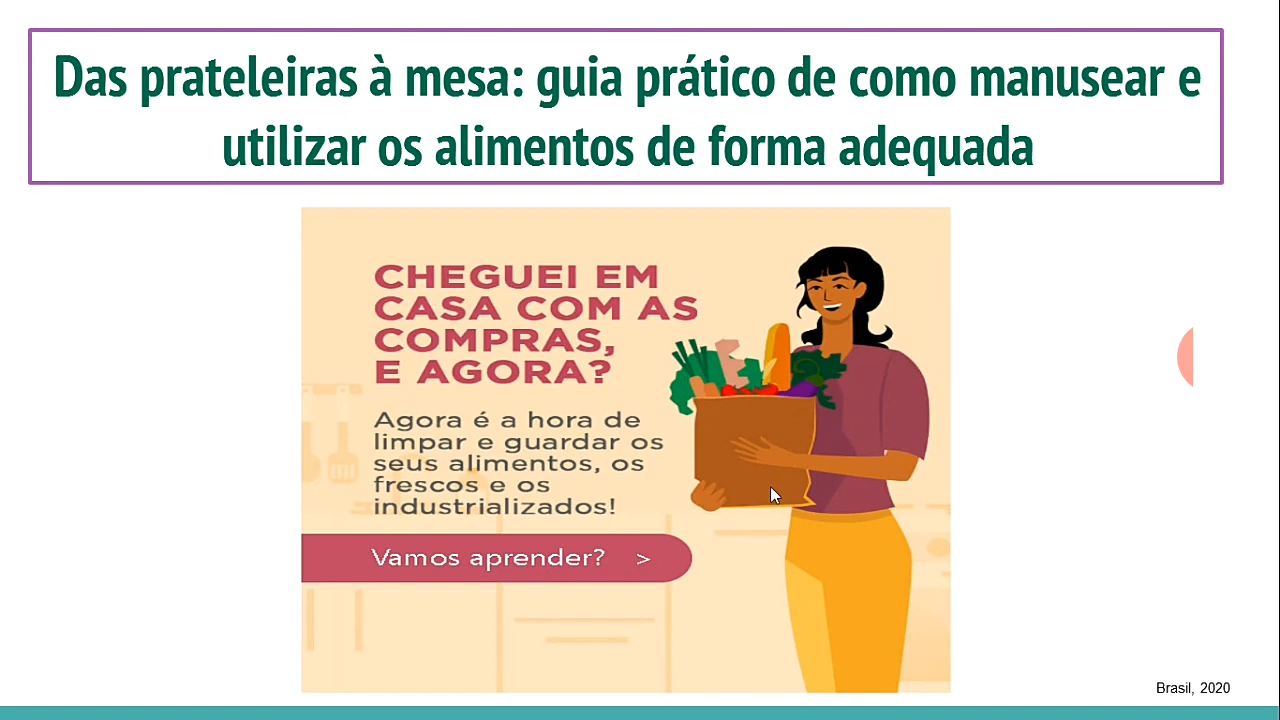 Das prateleiras à mesa: guia prático de como manusear e
utilizar os alimentos de forma adequada
CHEGUEI EM
CASA COM AS
COMPRAS,
E AGORA?
Agora é a hora de
limpar e guardar os
seus alimentos, os
frescos e os
industrializados!
Vamos aprender? >
Brasil, 2020